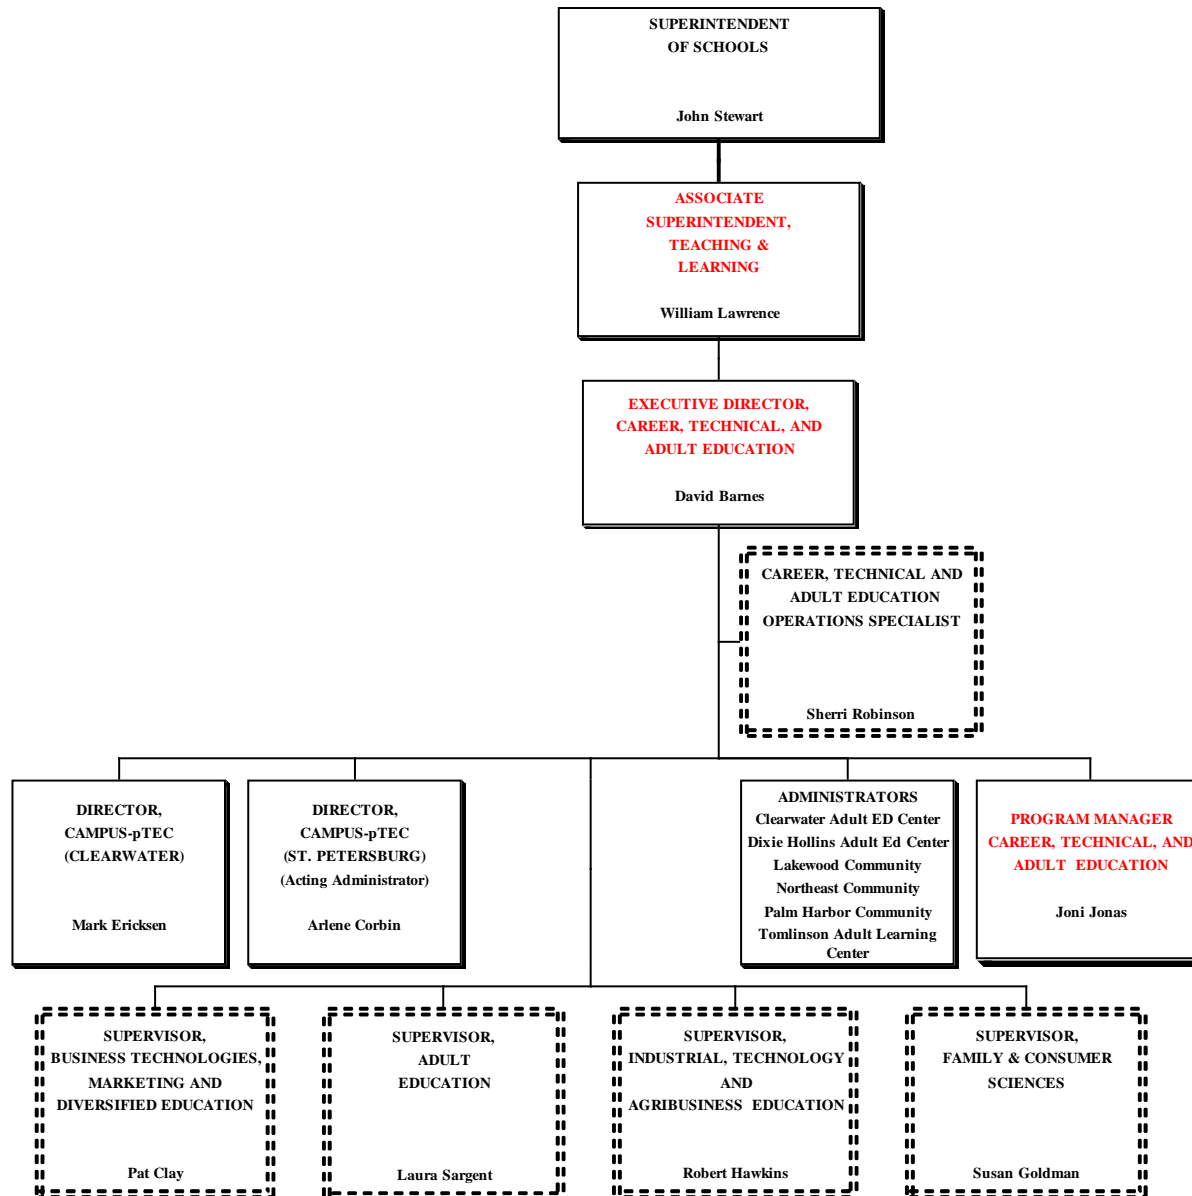 SUPERINTENDENT
OF SCHOOLS
John Stewart
ASSOCIATE
SUPERINTENDENT,
TEACHING &
LEARNING
William Lawrence
EXECUTIVE DIRECTOR,
CAREER, TECHNICAL, AND
ADULT EDUCATION
David Barnes
CAREER, TECHNICAL AND
ADULT EDUCATION
OPERATIONS SPECIALIST
Sherri Robinson
DIRECTOR,
CAMPUS-pTEC
(CLEARWATER)
Mark Ericksen
DIRECTOR,
CAMPUS-pTEC
(ST. PETERSBURG)
(Acting Administrator)
Arlene Corbin
ADMINISTRATORS
Clearwater Adult ED Center
Dixie Hollins Adult Ed Center
Lakewood Community
Northeast Community
Palm Harbor Community
Tomlinson Adult Learning
Center
PROGRAM MANAGER
CAREER, TECHNICAL, AND
ADULT EDUCATION
Joni Jonas
SUPERVISOR,
BUSINESS TECHNOLOGIES,
MARKETING AND
DIVERSIFIED EDUCATION
Pat Clay
SUPERVISOR,
ADULT
EDUCATION
Laura Sargent
SUPERVISOR,
INDUSTRIAL, TECHNOLOGY
AND
AGRIBUSINESS EDUCATION
Robert Hawkins
SUPERVISOR,
FAMILY & CONSUMER
SCIENCES
Susan Goldman